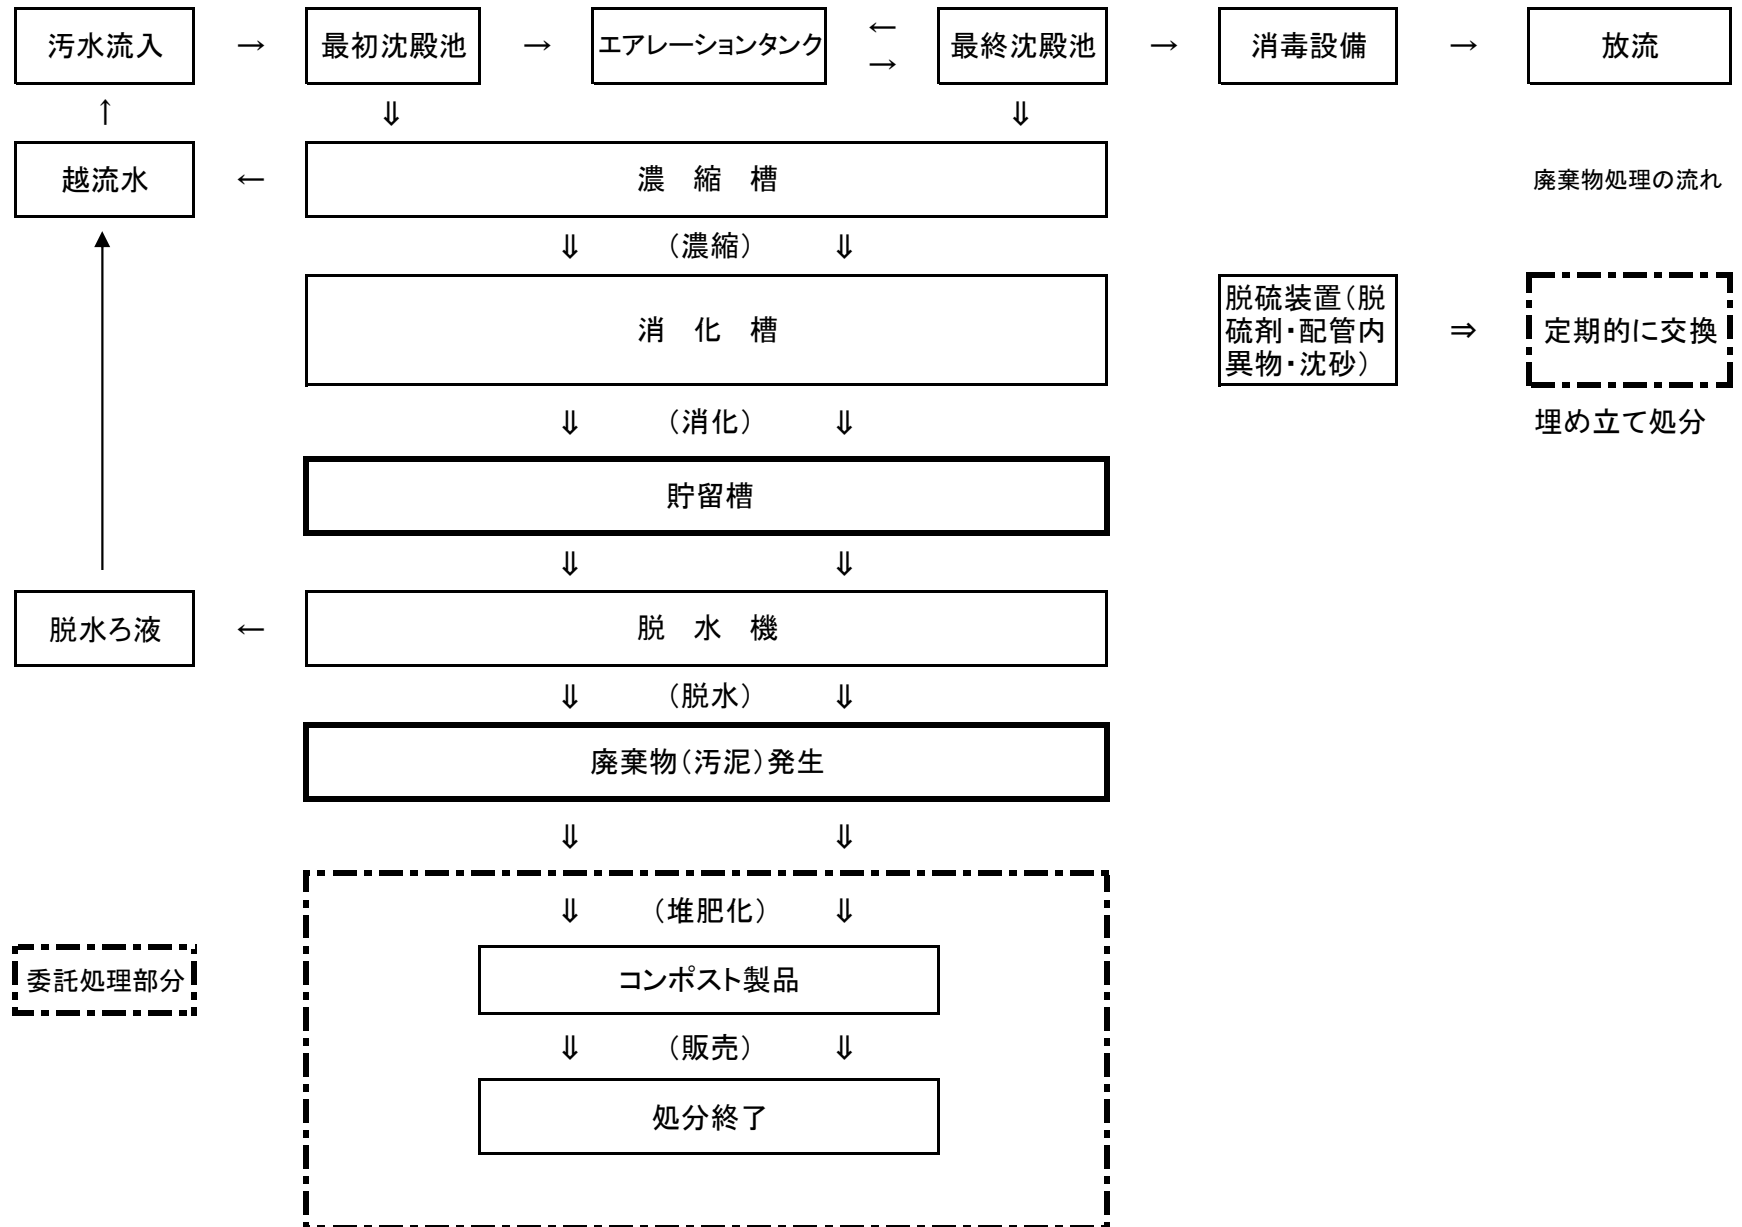 汚水流入 → 最初沈殿池 → エアレーションタンク ← → 最終沈殿池 → 消毒設備 → 放流
↑ ⇓ ⇓
越流水 ← 濃 縮 槽 廃棄物処理の流れ
⇓ （濃縮） ⇓
消 化 槽
脱硫装置（脱
硫剤・配管内
異物・沈砂）
⇒ 定期的に交換
⇓ （消化） ⇓ 埋め立て処分
貯留槽
⇓ ⇓
脱水ろ液 ← 脱 水 機
⇓ （脱水） ⇓
廃棄物（汚泥）発生
⇓ ⇓
⇓ （堆肥化） ⇓
委託処理部分 コンポスト製品
⇓ （販売） ⇓
処分終了